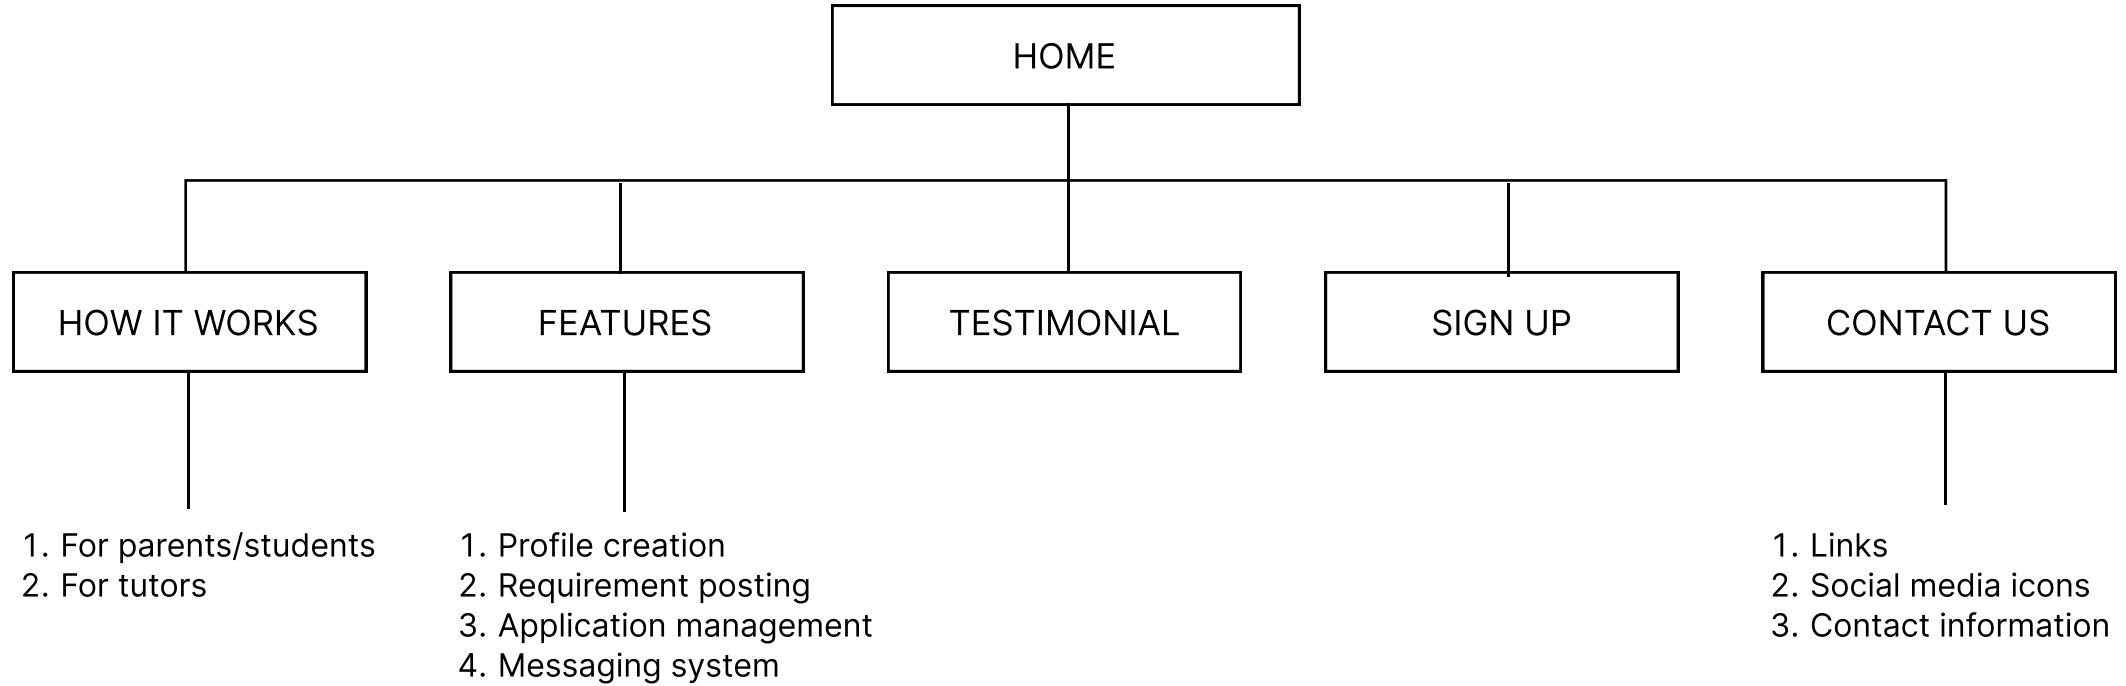 HOME
HOW IT WORKS
FEATURES
TESTIMONIAL
SIGN UP
CONTACT US
1. For parents/students
2. For tutors
1. Profile creation
2. Requirement posting
3. Application management
4. Messaging system
1. Links
2. Social media icons
3. Contact information